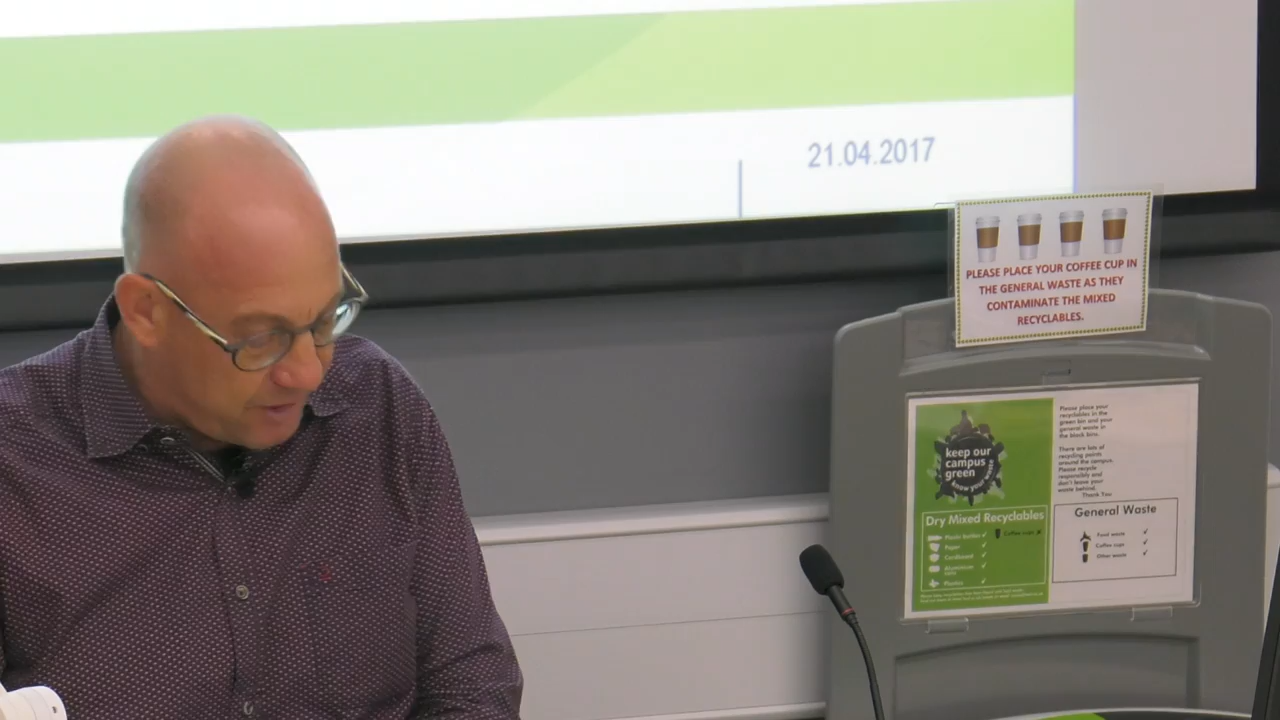 21.04.2017
PLEASE PLACE YOUR COFFEE CUP IN
THE GENERAL WASTE AS THEY
CONTAMINATE THE MIXED
RECYCLABLES.
keep our
campus
green
know your waste
Please place your
recyclables in the
green bin and your
general waste in
the black bins.
There are lots of
recycling points
around the campus.
Please recycle
responsibly and
don't leave your
waste behind.
Thank You
Dry Mixed Recyclables
Plastic Bottles ✓
Coffee cups ✗
Paper ✓
Cardboard ✓
Aluminium
✓
Plastics ✓
General Waste
Food waste ✓
Coffee cups ✓
Other waste ✓